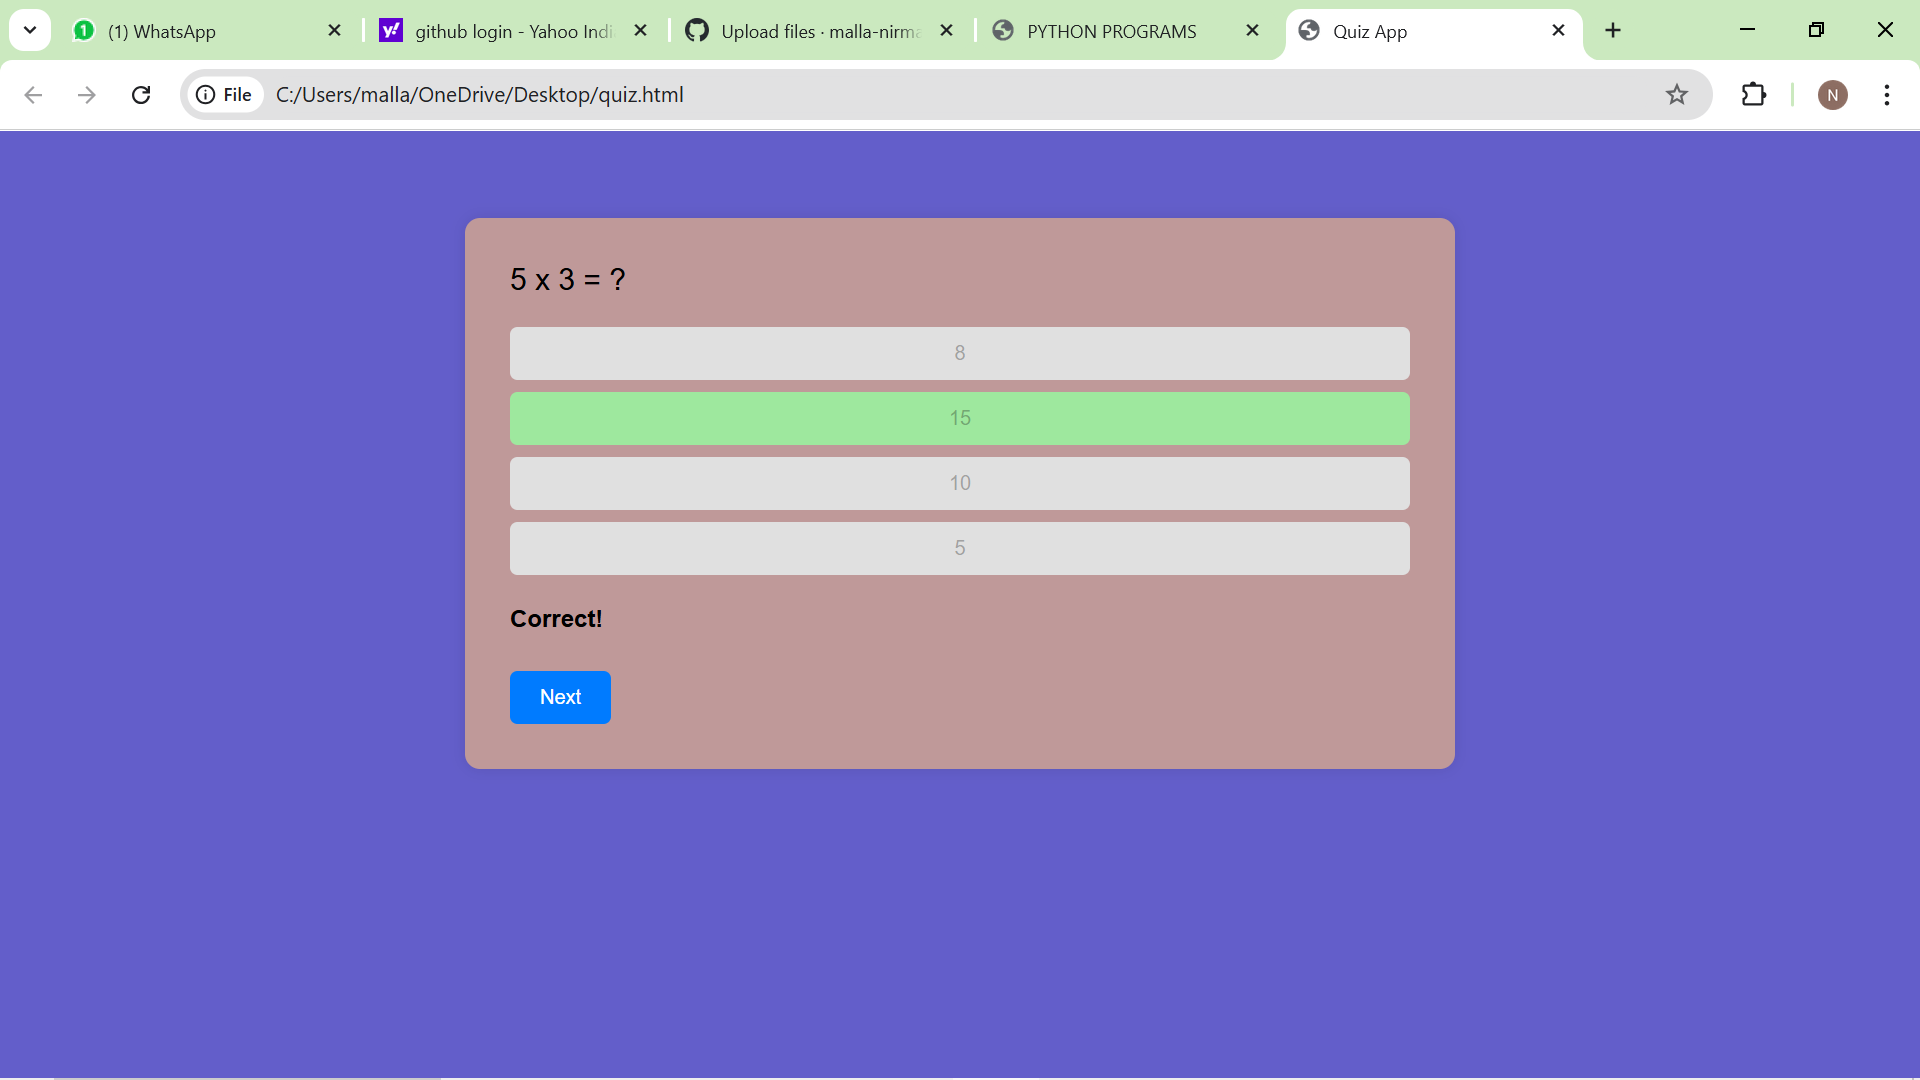 (1) WhatsApp
github login - Yahoo Indi
Upload files · malla-nirma
PYTHON PROGRAMS
Quiz App
File
C:/Users/malla/OneDrive/Desktop/quiz.html
N
5 x 3 = ?
8
15
10
5
Correct!
Next